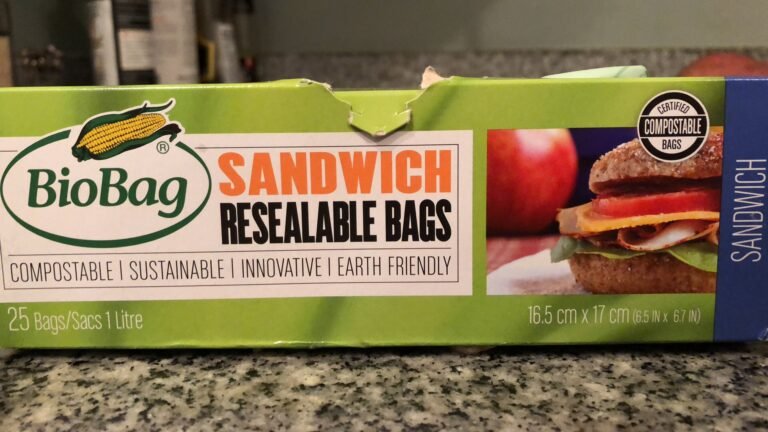 BioBag®
SANDWICH
RESEALABLE BAGS
COMPOSTABLE | SUSTAINABLE | INNOVATIVE | EARTH FRIENDLY
25 Bags/Sacs 1 Litre
CERTIFIED
COMPOSTABLE
BAGS
16.5 cm x 17 cm (6.5 IN x 6.7 IN)
SANDWICH